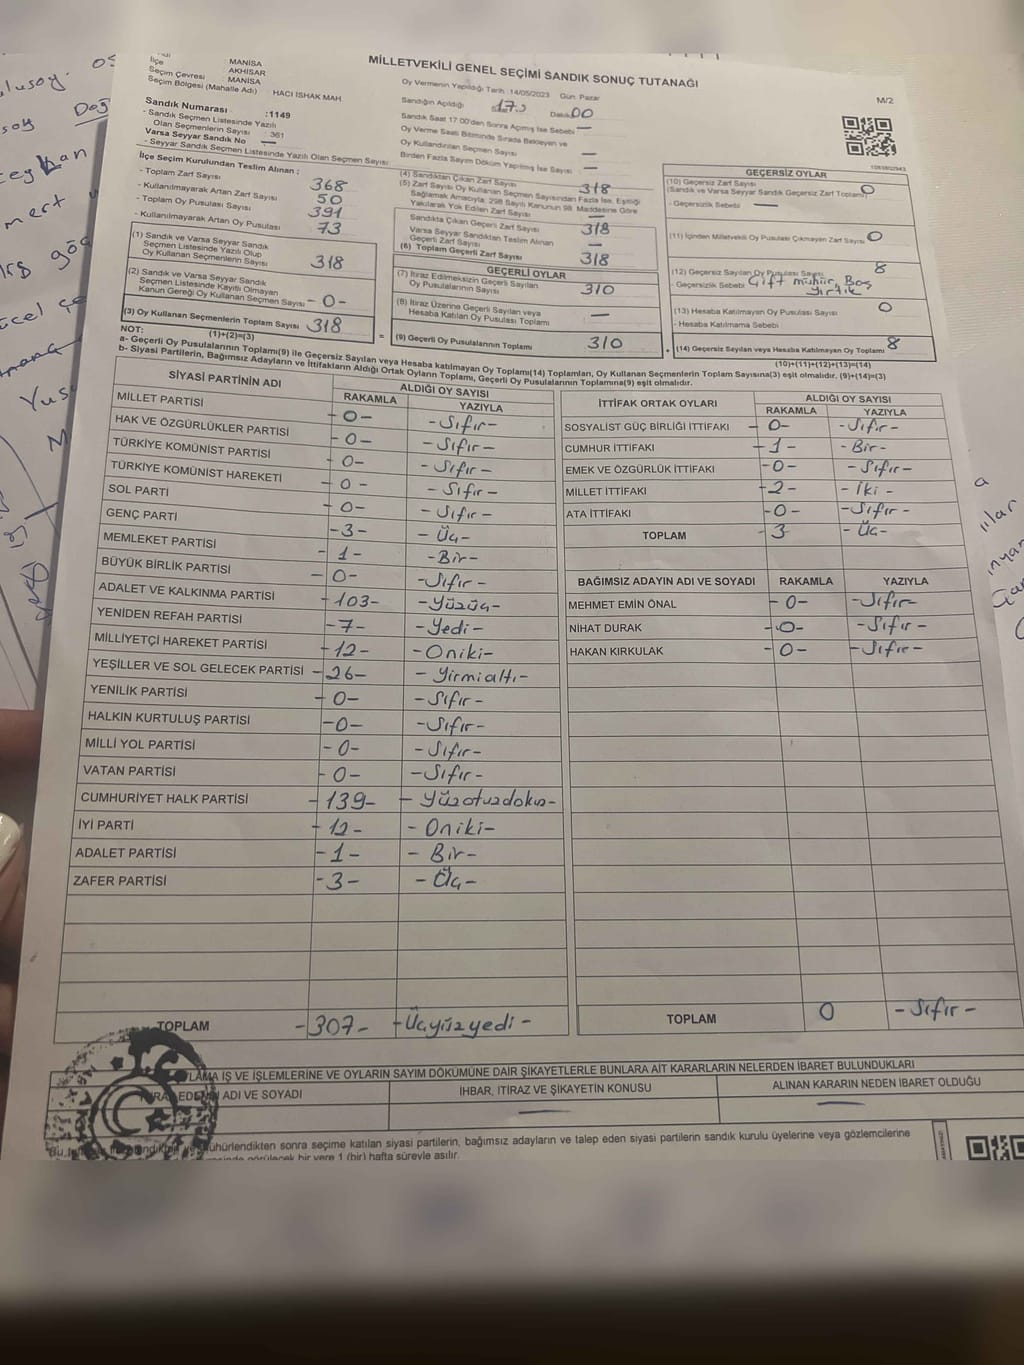 MİLLETVEKİLİ GENEL SEÇİMİ SANDIK SONUÇ TUTANAĞI
M/2
: MANİSA
İlçe : AKHİSAR
Seçim Çevresi : MANİSA
Seçim Bölgesi (Mahalle Adı) : HACI İSHAK MAH
Sandık Numarası : 1149
- Sandık Seçmen Listesinde Yazılı
Olan Seçmenlerin Sayısı : 361
Varsa Seyyar Sandık No —
- Seyyar Sandık Seçmen Listesinde Yazılı Olan Seçmen Sayısı
Oy Vermenin Yapıldığı Tarih :14/05/2023 Gün: Pazar
Sandığın Açıldığı Dakika 00
Sandık Saat 17:00'den Sonra Açmış İse Sebebi —
Oy Verme Saati Bitiminde Sırada Bekleyen ve
Oy Kullandırılan Seçmen Sayısı —
Birden Fazla Sayım Döküm Yapılmış İse Sayısı —
İlçe Seçim Kurulundan Teslim Alınan ;
- Toplam Zarf Sayısı 368
- Kullanılmayarak Artan Zarf Sayısı 50
- Toplam Oy Pusulası Sayısı 391
- Kullanılmayarak Artan Oy Pusulası 73
(1) Sandık ve Varsa Seyyar Sandık
Seçmen Listesinde Yazılı Olup
Oy Kullanan Seçmenlerin Sayısı 318
(2) Sandık ve Varsa Seyyar Sandık
Seçmen Listesinde Kayıtlı Olmayan
Kanun Gereği Oy Kullanan Seçmen Sayısı - 0-
(3) Oy Kullanan Seçmenlerin Toplam Sayısı 318
(1)+(2)=(3)
(4) Sandıktan Çıkan Zarf Sayısı 318
(5) Zarf Sayısı Oy Kullanan Seçmen Sayısından Fazla İse, Eşitliği
Sağlamak Amacıyla; 298 Sayılı Kanunun 98. Maddesine Göre
Yakılarak Yok Edilen Zarf Sayısı —
Sandıkta Çıkan Geçerli Zarf Sayısı 318
Varsa Seyyar Sandıktan Teslim Alınan
Geçerli Zarf Sayısı —
(6) Toplam Geçerli Zarf Sayısı 318
GEÇERLİ OYLAR
(7) İtiraz Edilmeksizin Geçerli Sayılan
Oy Pusulalarının Sayısı 310
(8) İtiraz Üzerine Geçerli Sayılan veya
Hesaba Katılan Oy Pusulası Toplamı —
= (9) Geçerli Oy Pusulalarının Toplamı 310
GEÇERSİZ OYLAR
(10) Geçersiz Zarf Sayısı
(Sandık ve Varsa Seyyar Sandık Geçersiz Zarf Toplamı) 0
- Geçersizlik Sebebi —
(11) İçinden Milletvekili Oy Pusulası Çıkmayan Zarf Sayısı 0
(12) Geçersiz Sayılan Oy Pusulası Sayısı 8
- Geçersizlik Sebebi Çift mühür, Boş
Yırtık
(13) Hesaba Katılmayan Oy Pusulası Sayısı 0
- Hesaba Katılmama Sebebi
+ (14) Geçersiz Sayılan veya Hesaba Katılmayan Oy Toplamı 8
(10)+(11)+(12)+(13)=(14)
NOT:
a- Geçerli Oy Pusulalarının Toplamı(9) ile Geçersiz Sayılan veya Hesaba katılmayan Oy Toplamı(14) Toplamları, Oy Kullanan Seçmenlerin Toplam Sayısına(3) eşit olmalıdır. (9)+(14)=(3)
b- Siyasi Partilerin, Bağımsız Adayların ve İttifakların Aldığı Ortak Oyların Toplamı, Geçerli Oy Pusulalarının Toplamına(9) eşit olmalıdır.
SİYASİ PARTİNİN ADI ALDIĞI OY SAYISI
RAKAMLA YAZIYLA
MİLLET PARTİSİ -0- -Sıfır-
HAK VE ÖZGÜRLÜKLER PARTİSİ -0- -Sıfır-
TÜRKİYE KOMÜNİST PARTİSİ -0- -Sıfır-
TÜRKİYE KOMÜNİST HAREKETİ -0- -Sıfır-
SOL PARTİ -0- -Sıfır-
GENÇ PARTİ -3- -Üç-
MEMLEKET PARTİSİ -1- -Bir-
BÜYÜK BİRLİK PARTİSİ -0- -Sıfır-
ADALET VE KALKINMA PARTİSİ -103- -Yüzüç-
YENİDEN REFAH PARTİSİ -7- -Yedi-
MİLLİYETÇİ HAREKET PARTİSİ -12- -Oniki-
YEŞİLLER VE SOL GELECEK PARTİSİ -26- -Yirmialtı-
YENİLİK PARTİSİ -0- -Sıfır-
HALKIN KURTULUŞ PARTİSİ -0- -Sıfır-
MİLLİ YOL PARTİSİ -0- -Sıfır-
VATAN PARTİSİ -0- -Sıfır-
CUMHURİYET HALK PARTİSİ -139- -Yüzotuzdokuz-
İYİ PARTİ -12- -Oniki-
ADALET PARTİSİ -1- -Bir-
ZAFER PARTİSİ -3- -Üç-
TOPLAM -307- -Üçyüzyedi-
İTTİFAK ORTAK OYLARI ALDIĞI OY SAYISI
RAKAMLA YAZIYLA
SOSYALİST GÜÇ BİRLİĞİ İTTİFAKI -0- -Sıfır-
CUMHUR İTTİFAKI -1- -Bir-
EMEK VE ÖZGÜRLÜK İTTİFAKI -0- -Sıfır-
MİLLET İTTİFAKI -2- -İki-
ATA İTTİFAKI -0- -Sıfır-
TOPLAM -3- -Üç-
BAĞIMSIZ ADAYIN ADI VE SOYADI RAKAMLA YAZIYLA
MEHMET EMİN ÖNAL -0- -Sıfır-
NİHAT DURAK -0- -Sıfır-
HAKAN KIRKULAK -0- -Sıfır-
TOPLAM 0 -Sıfır-
LAMA İŞ VE İŞLEMLERİNE VE OYLARIN SAYIM DÖKÜMÜNE DAİR ŞİKAYETLERLE BUNLARA AİT KARARLARIN NELERDEN İBARET BULUNDUKLARI
ADI VE SOYADI İHBAR, İTİRAZ VE ŞİKAYETİN KONUSU ALINAN KARARIN NEDEN İBARET OLDUĞU
ühürlendikten sonra seçime katılan siyasi partilerin, bağımsız adayların ve talep eden siyasi partilerin sandık kurulu üyelerine veya gözlemcilerine
görülecek bir yere 1 (bir) hafta süreyle asılır.